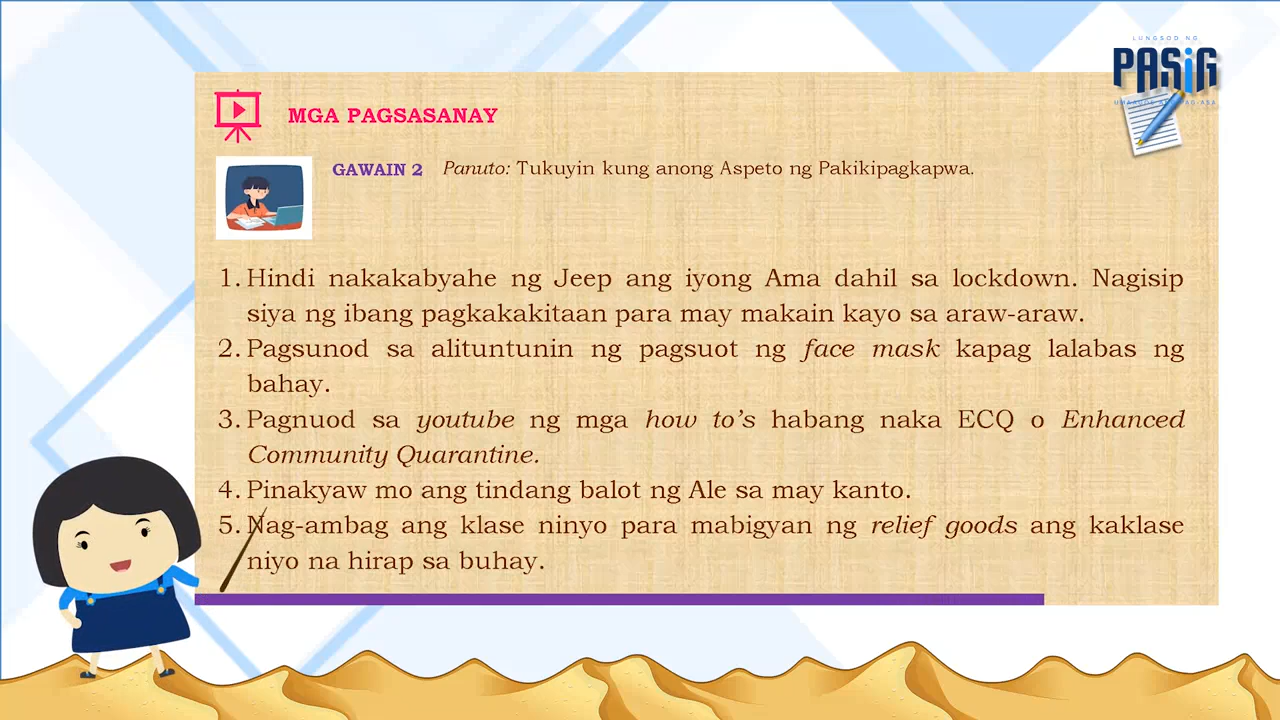 LUNGSOD NG
PASiG
MGA PAGSASANAY
GAWAIN 2 Panuto: Tukuyin kung anong Aspeto ng Pakikipagkapwa.
1. Hindi nakakabyahe ng Jeep ang iyong Ama dahil sa lockdown. Nagisip
siya ng ibang pagkakakitaan para may makain kayo sa araw-araw.
2. Pagsunod sa alituntunin ng pagsuot ng face mask kapag lalabas ng
bahay.
3. Pagnuod sa youtube ng mga how to's habang naka ECQ o Enhanced
Community Quarantine.
4. Pinakyaw mo ang tindang balot ng Ale sa may kanto.
5. Nag-ambag ang klase ninyo para mabigyan ng relief goods ang kaklase
niyo na hirap sa buhay.